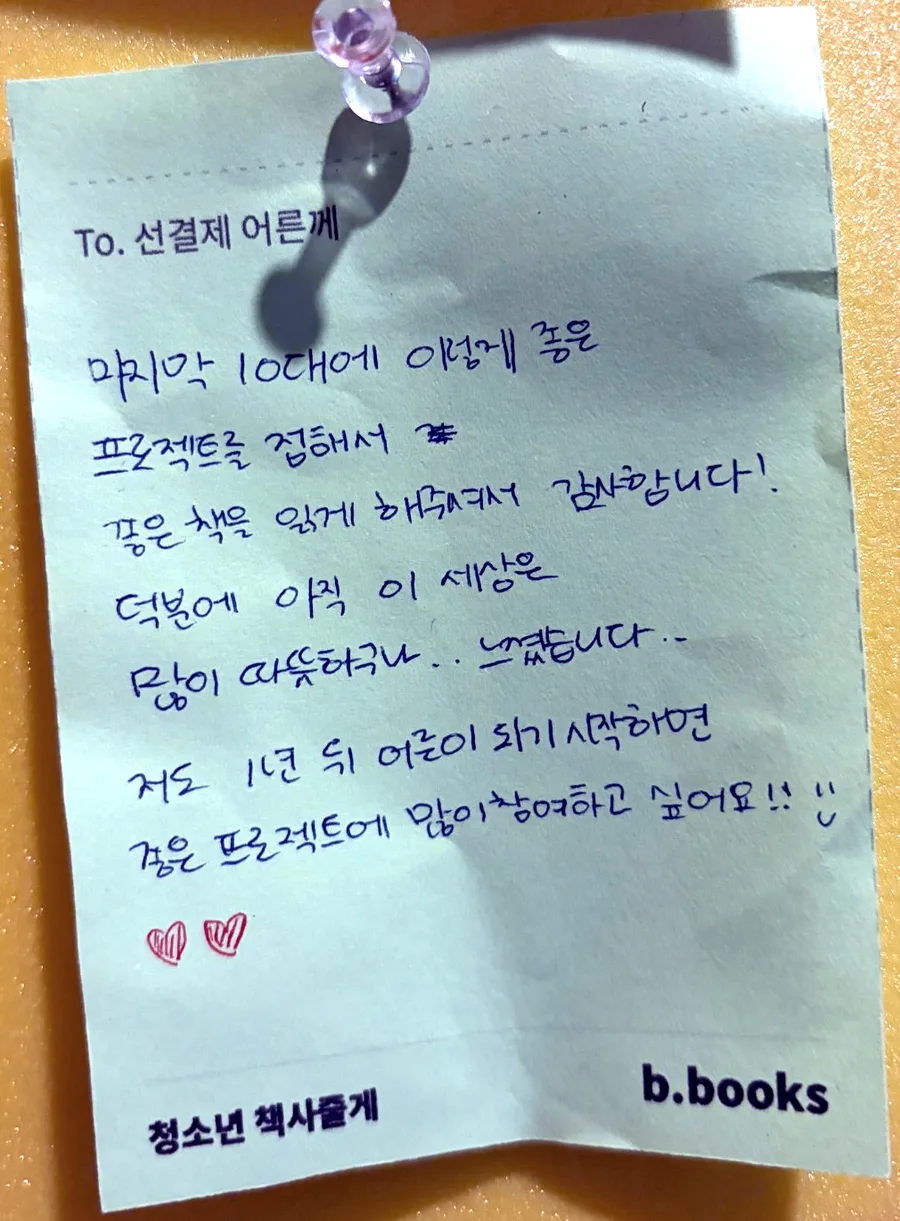 To. 선결제 어른께
마지막 10대에 이렇게 좋은
프로젝트를 접해서
좋은 책을 읽게 해주셔서 감사합니다!
덕분에 아직 이 세상은
많이 따뜻하구나.. 느꼈습니다..
저도 1년 뒤 어른이 되기 시작하면
좋은 프로젝트에 많이 참여하고 싶어요!!
청소년 책사줄게
b.books